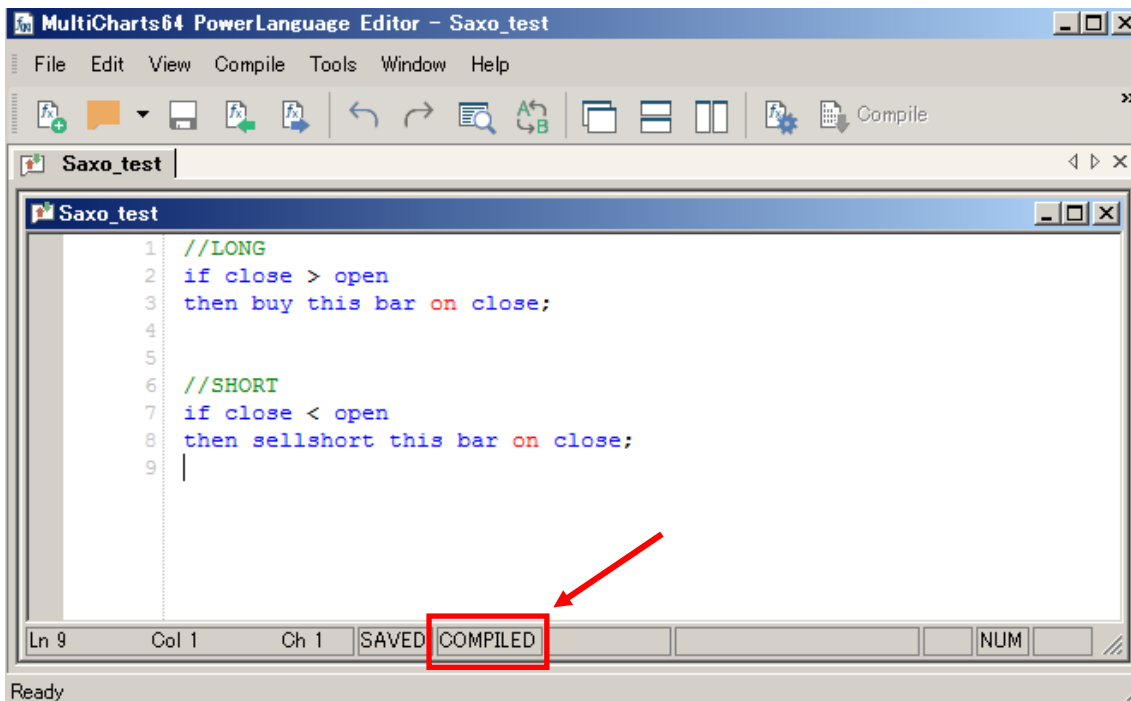 MultiCharts64 PowerLanguage Editor - Saxo_test
File Edit View Compile Tools Window Help
Compile
Saxo_test
Saxo_test
1 //LONG
2 if close > open
3 then buy this bar on close;
4
5
6 //SHORT
7 if close < open
8 then sellshort this bar on close;
9
Ln 9 Col 1 Ch 1 SAVED COMPILED NUM
Ready